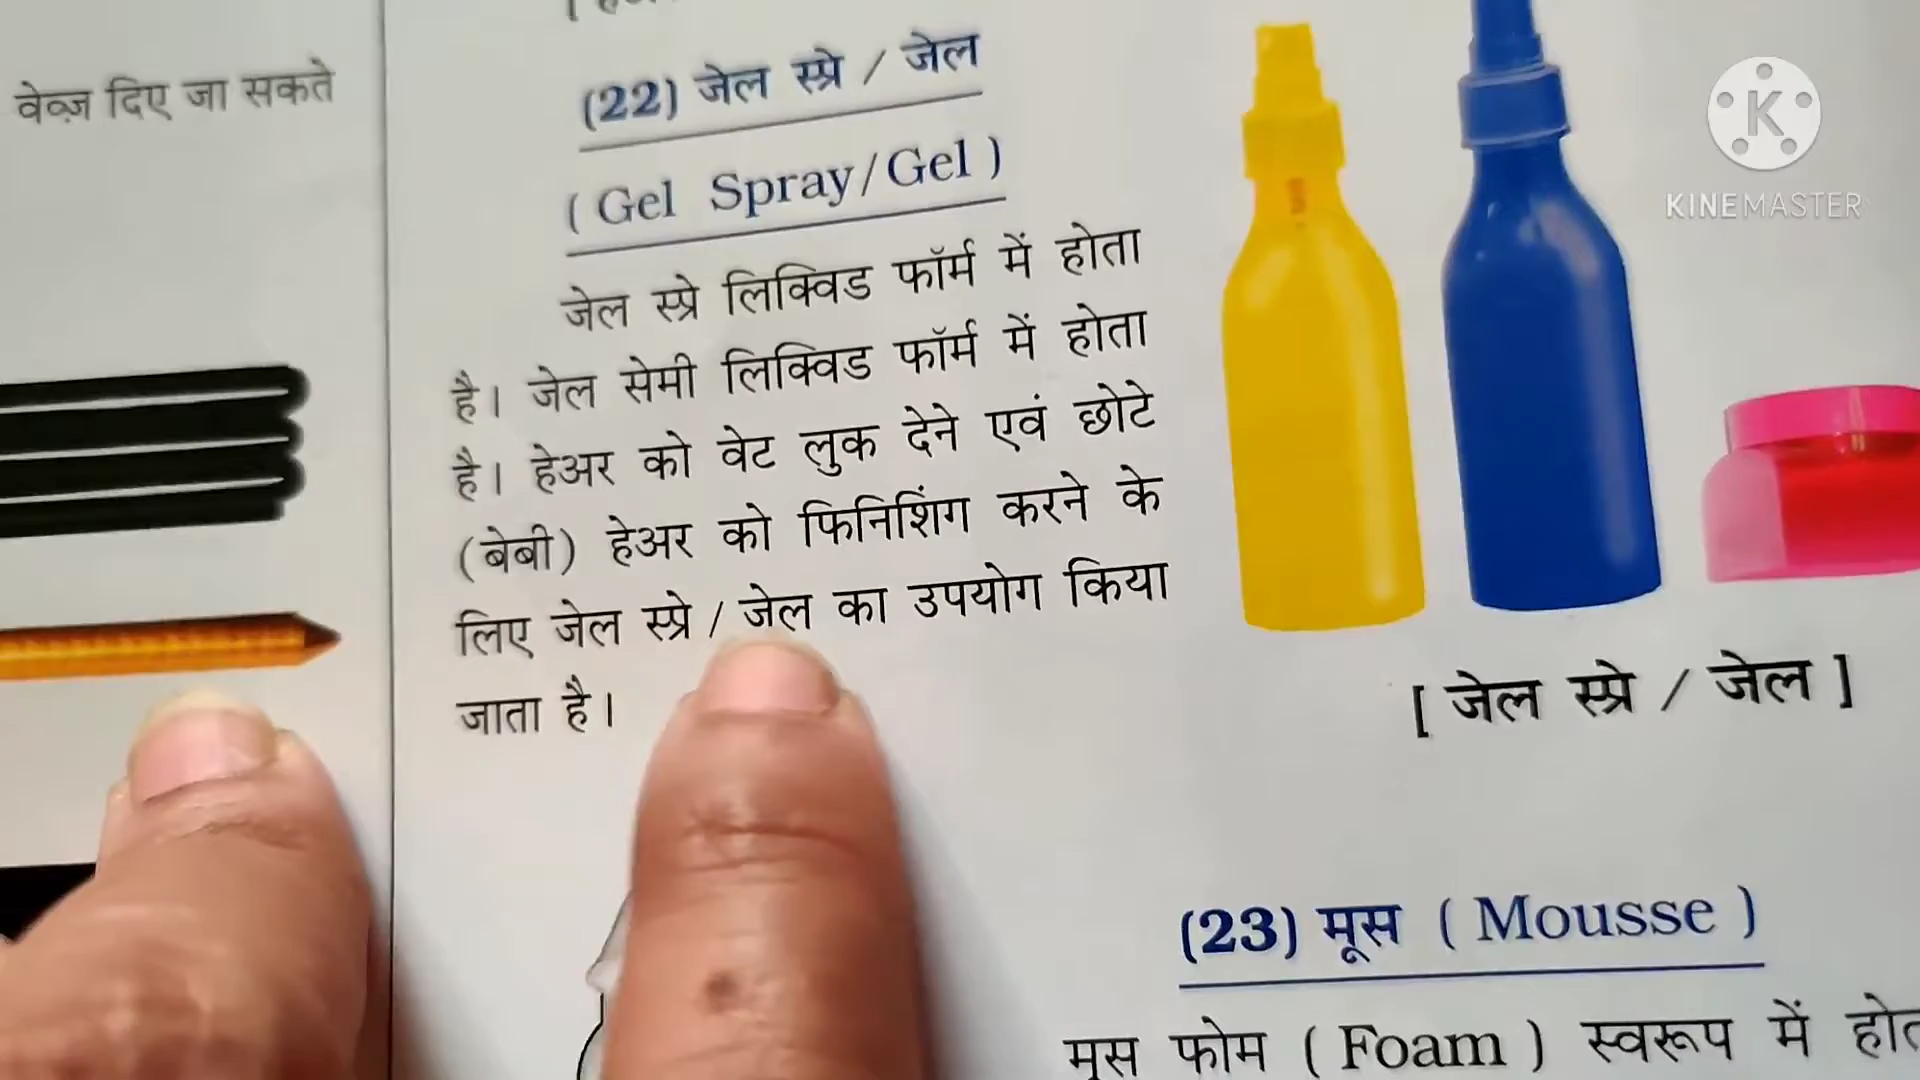 वेव्ज़ दिए जा सकते
(22) जेल स्प्रे / जेल
( Gel Spray/Gel )
जेल स्प्रे लिक्विड फॉर्म में होता
है। जेल सेमी लिक्विड फॉर्म में होता
है। हेअर को वेट लुक देने एवं छोटे
(बेबी) हेअर को फिनिशिंग करने के
लिए जेल स्प्रे / जेल का उपयोग किया
जाता है।
[ जेल स्प्रे / जेल ]
(23) मूस ( Mousse )
मूस फोम ( Foam ) स्वरूप में
K
KINEMASTER